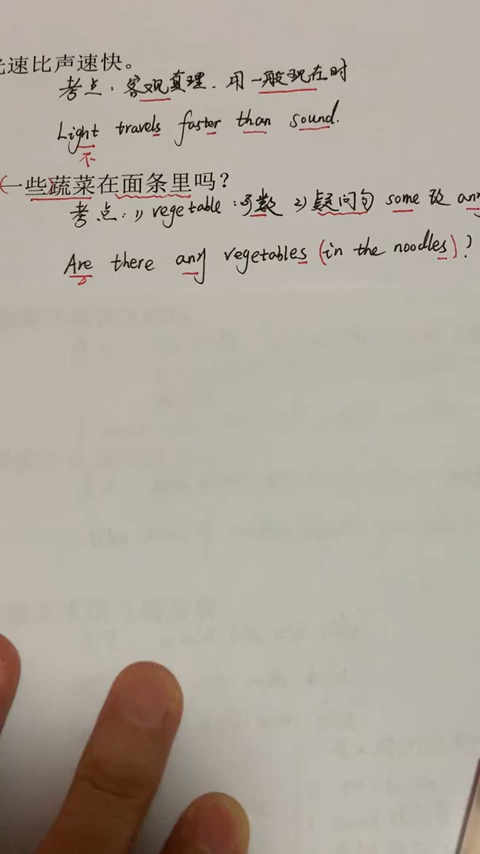 光速比声速快。
考点：客观真理．用一般现在时
Light travels faster than sound.
不
(一些蔬菜在面条里吗？
考点：1) vegetable：可数 2) 疑问句 some 改 any
Are there any vegetables (in the noodles)?